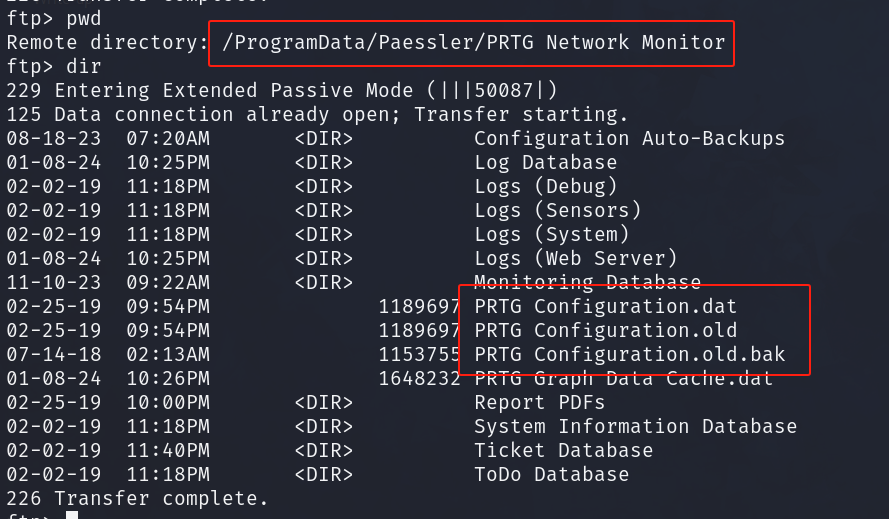 ftp> pwd
Remote directory: /ProgramData/Paessler/PRTG Network Monitor
ftp> dir
229 Entering Extended Passive Mode (|||50087|)
125 Data connection already open; Transfer starting.
08-18-23  07:20AM       <DIR>          Configuration Auto-Backups
01-08-24  10:25PM       <DIR>          Log Database
02-02-19  11:18PM       <DIR>          Logs (Debug)
02-02-19  11:18PM       <DIR>          Logs (Sensors)
02-02-19  11:18PM       <DIR>          Logs (System)
01-08-24  10:25PM       <DIR>          Logs (Web Server)
11-10-23  09:22AM       <DIR>          Monitoring Database
02-25-19  09:54PM              1189697 PRTG Configuration.dat
02-25-19  09:54PM              1189697 PRTG Configuration.old
07-14-18  02:13AM              1153755 PRTG Configuration.old.bak
01-08-24  10:26PM              1648232 PRTG Graph Data Cache.dat
02-25-19  10:00PM       <DIR>          Report PDFs
02-02-19  11:18PM       <DIR>          System Information Database
02-02-19  11:40PM       <DIR>          Ticket Database
02-02-19  11:18PM       <DIR>          ToDo Database
226 Transfer complete.
ftp>